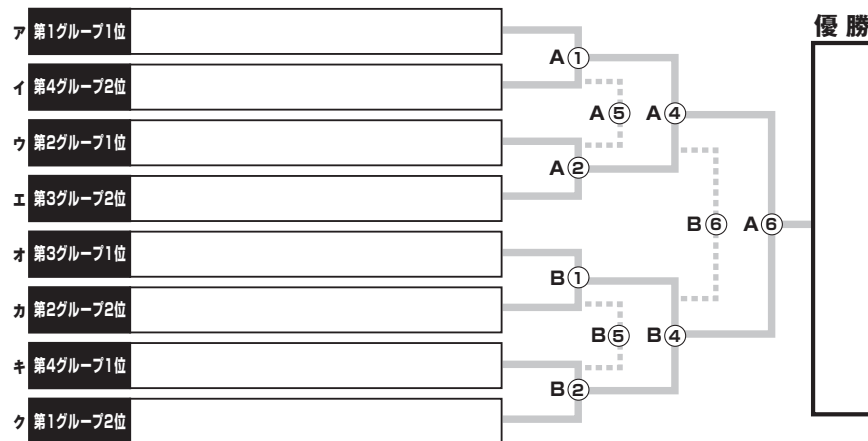 優 勝
ア 第1グループ1位
A①
イ 第4グループ2位
A⑤ A④
ウ 第2グループ1位
A②
エ 第3グループ2位
B⑥ A⑥
オ 第3グループ1位
B①
カ 第2グループ2位
B⑤ B④
キ 第4グループ1位
B②
ク 第1グループ2位